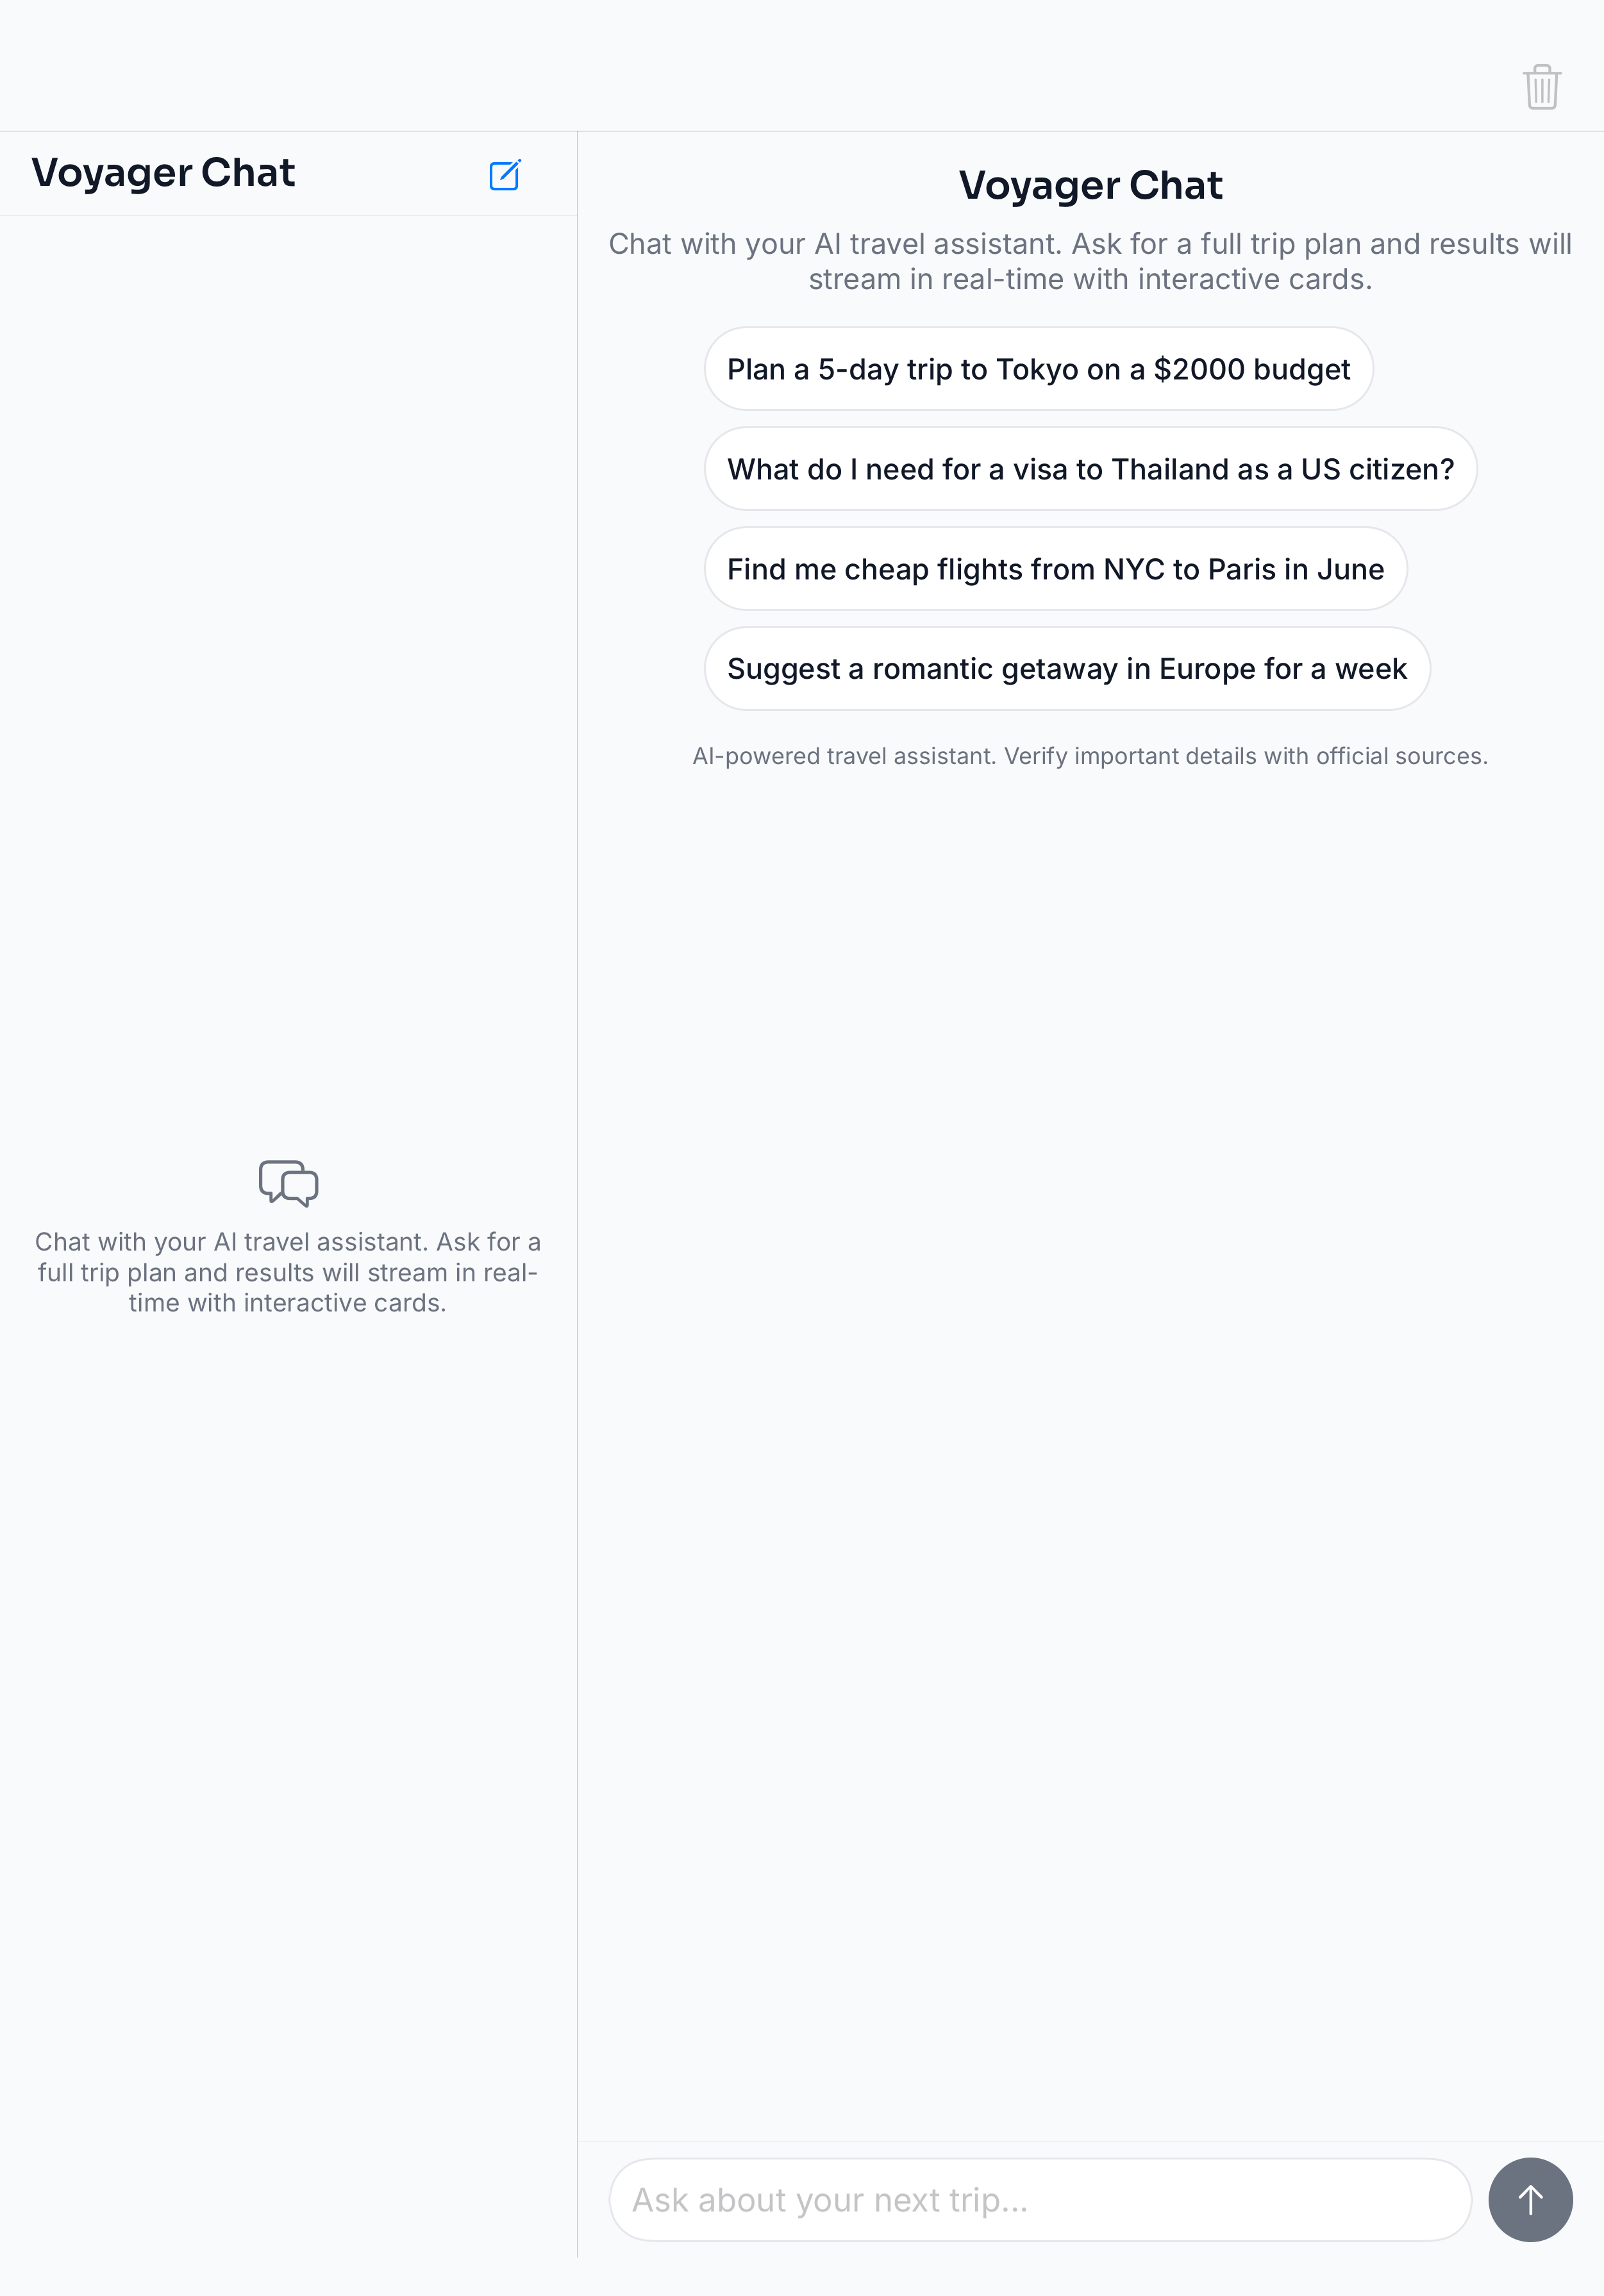 Voyager Chat
Chat with your AI travel assistant. Ask for a
full trip plan and results will stream in real-
time with interactive cards.
Voyager Chat
Chat with your AI travel assistant. Ask for a full trip plan and results will
stream in real-time with interactive cards.
Plan a 5-day trip to Tokyo on a $2000 budget
What do I need for a visa to Thailand as a US citizen?
Find me cheap flights from NYC to Paris in June
Suggest a romantic getaway in Europe for a week
AI-powered travel assistant. Verify important details with official sources.
Ask about your next trip...